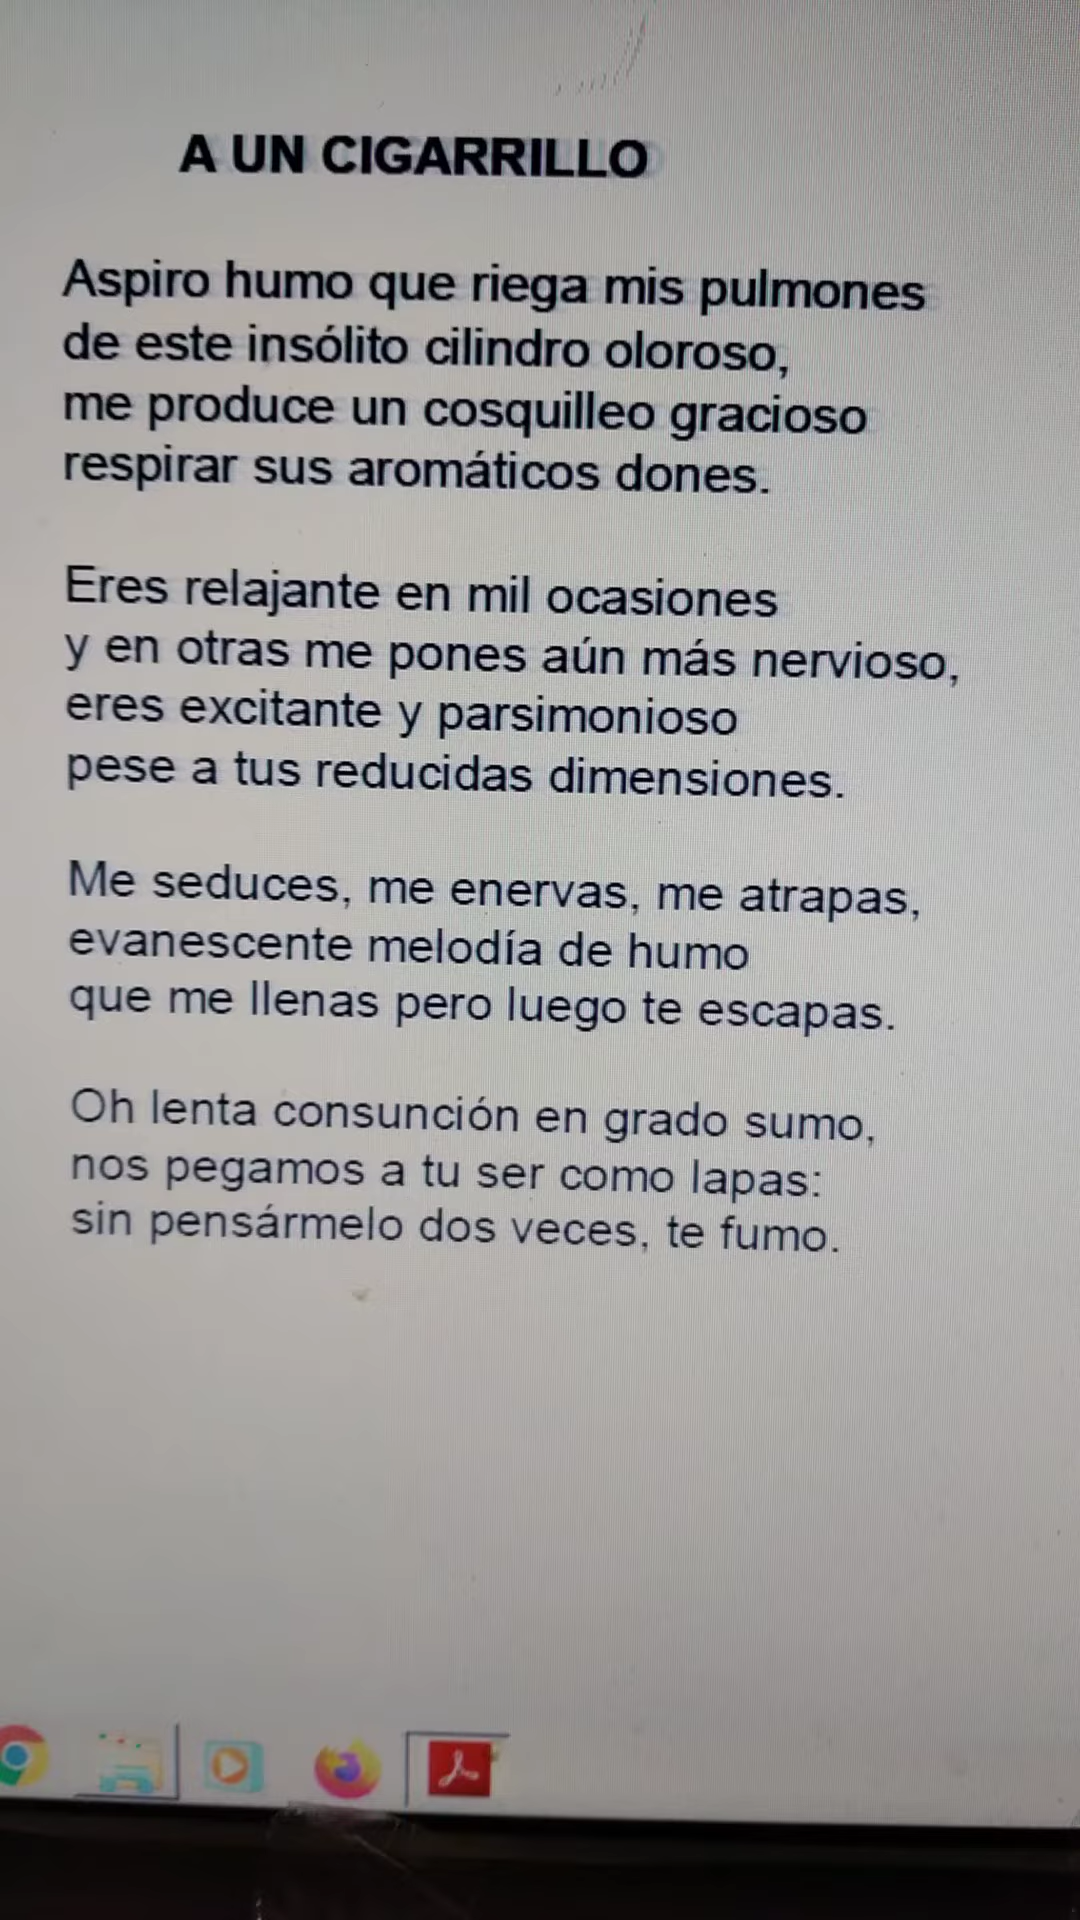 A UN CIGARRILLO
Aspiro humo que riega mis pulmones
de este insólito cilindro oloroso,
me produce un cosquilleo gracioso
respirar sus aromáticos dones.
Eres relajante en mil ocasiones
y en otras me pones aún más nervioso,
eres excitante y parsimonioso
pese a tus reducidas dimensiones.
Me seduces, me enervas, me atrapas,
evanescente melodía de humo
que me llenas pero luego te escapas.
Oh lenta consunción en grado sumo,
nos pegamos a tu ser como lapas:
sin pensármelo dos veces, te fumo.